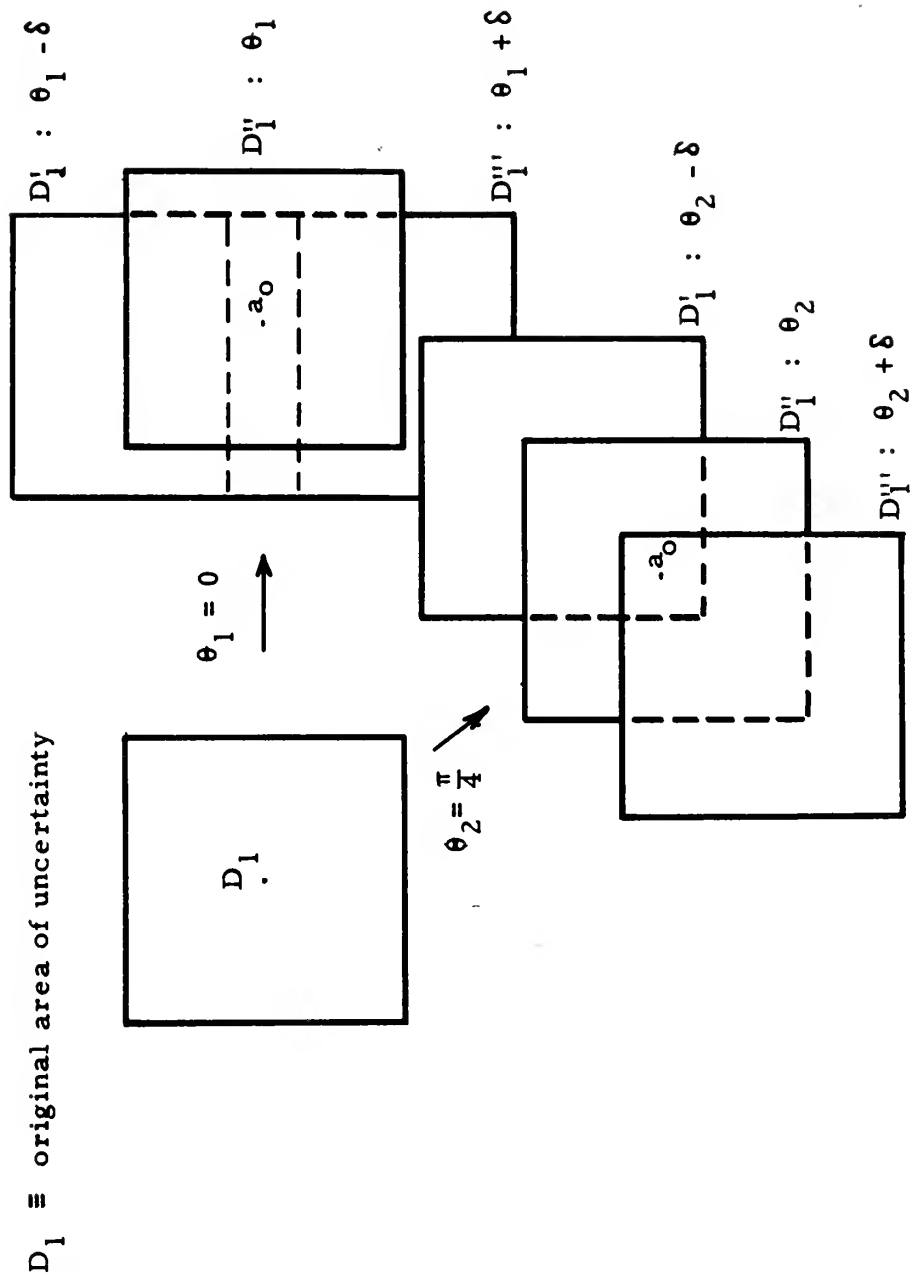 D₁ ≡ original area of uncertainty
D₁
θ₁ = 0
θ₂ = π/4
D₁' : θ₁ - δ
D₁'' : θ₁
D₁''' : θ₁ + δ
.a₀
D₁' : θ₂ - δ
D₁'' : θ₂
D₁''' : θ₂ + δ
.a₀